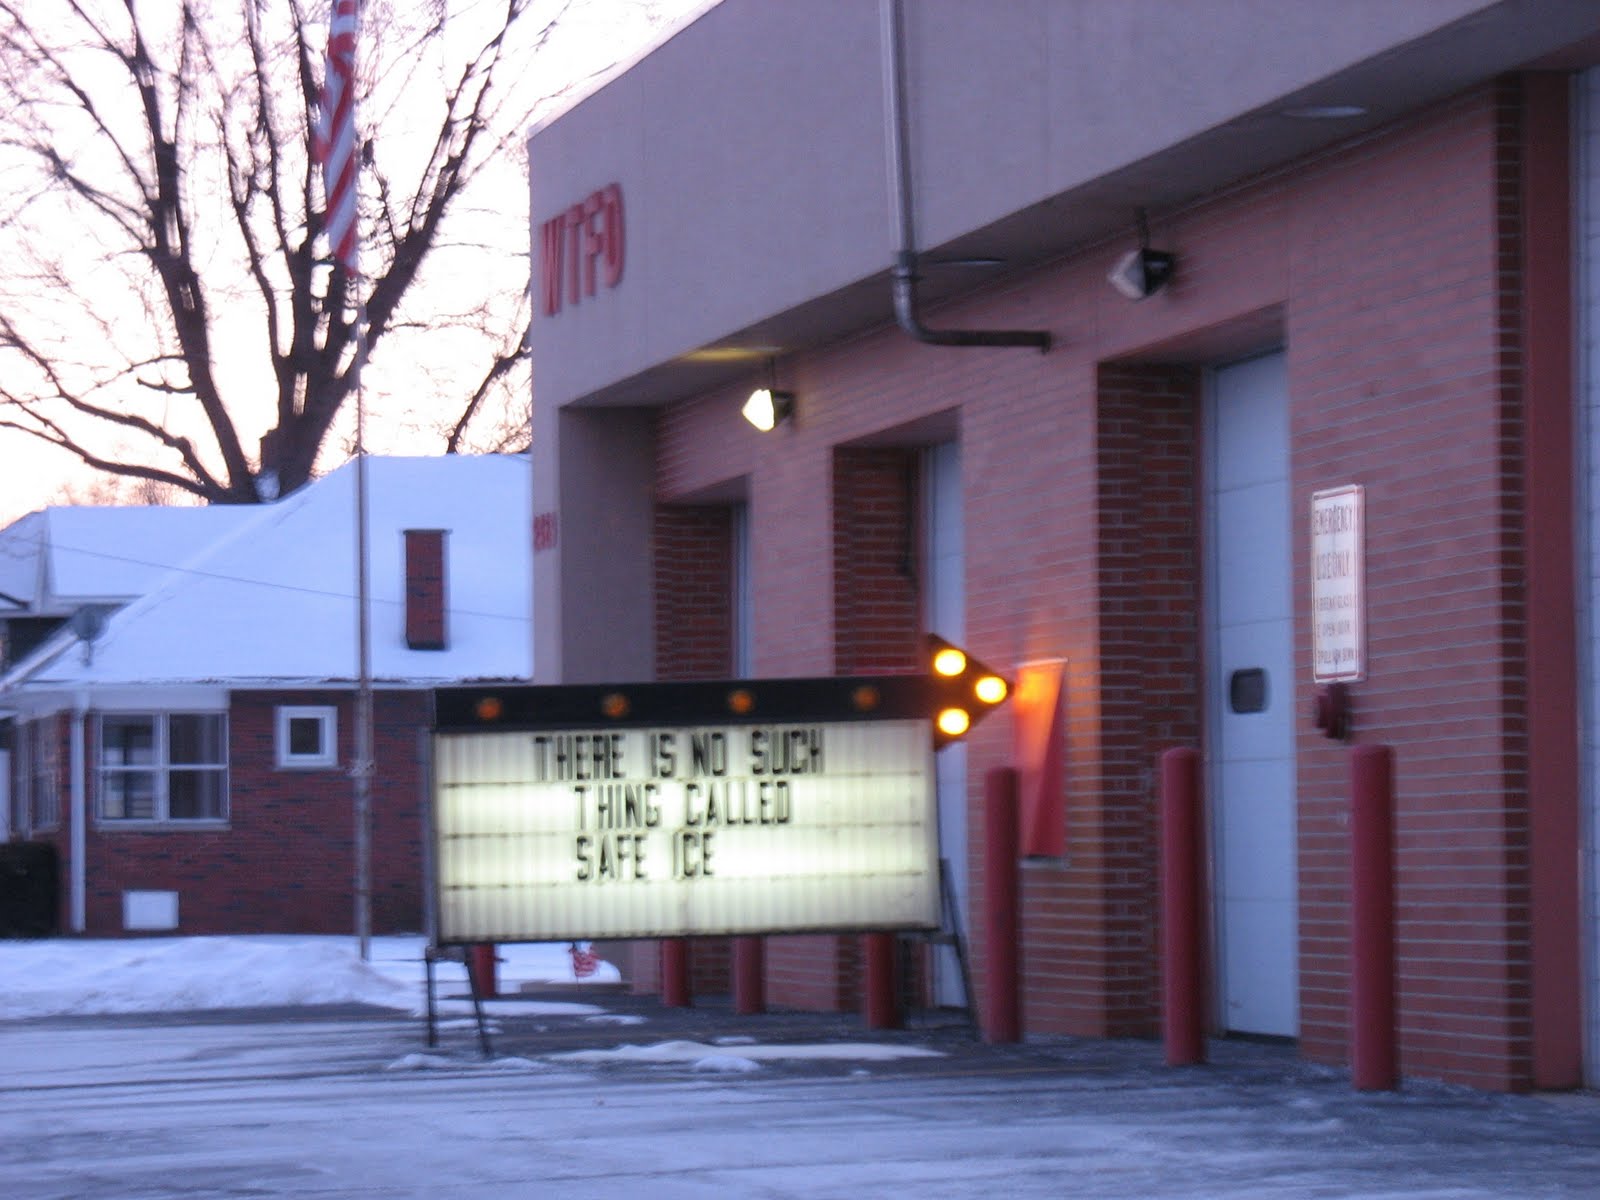 WTFD
THERE IS NO SUCH
THING CALLED
SAFE ICE
EMERGENCY
USE ONLY